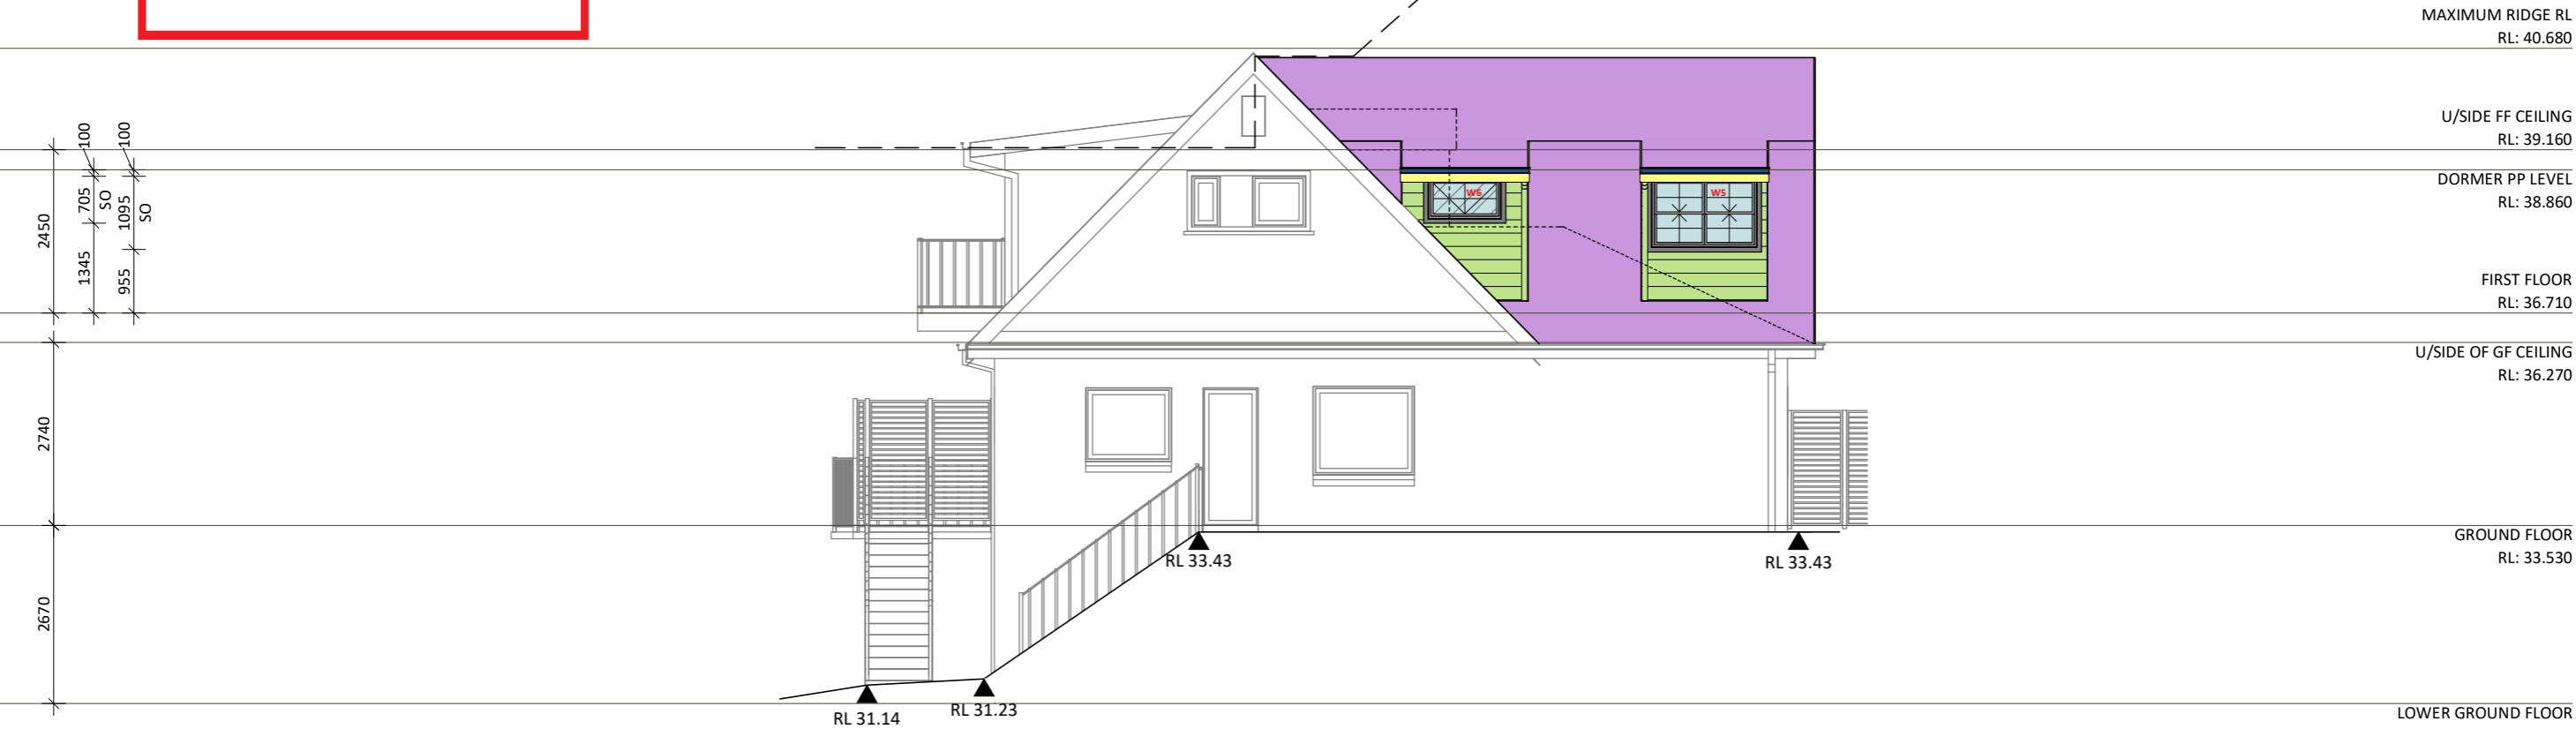 MAXIMUM RIDGE RL
RL: 40.680
U/SIDE FF CEILING
RL: 39.160
DORMER PP LEVEL
RL: 38.860
FIRST FLOOR
RL: 36.710
U/SIDE OF GF CEILING
RL: 36.270
GROUND FLOOR
RL: 33.530
LOWER GROUND FLOOR
100
100
705
SO
1095
SO
2450
1345
955
2740
2670
W6
W5
RL 33.43
RL 33.43
RL 31.14
RL 31.23